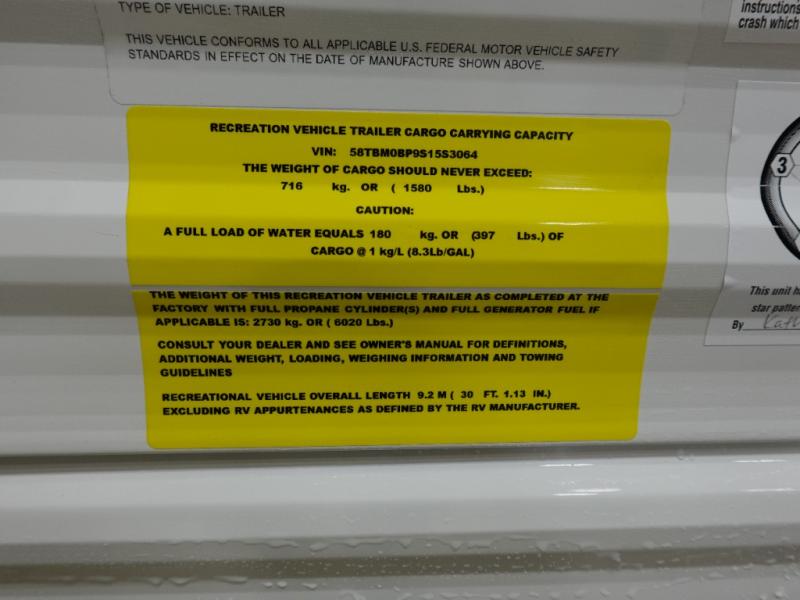 TYPE OF VEHICLE: TRAILER
THIS VEHICLE CONFORMS TO ALL APPLICABLE U.S. FEDERAL MOTOR VEHICLE SAFETY
STANDARDS IN EFFECT ON THE DATE OF MANUFACTURE SHOWN ABOVE.
instructions
crash which
RECREATION VEHICLE TRAILER CARGO CARRYING CAPACITY
VIN: 58TBM0BP9S15S3064
THE WEIGHT OF CARGO SHOULD NEVER EXCEED:
716 kg. OR ( 1580 Lbs.)
CAUTION:
A FULL LOAD OF WATER EQUALS 180 kg. OR (397 Lbs.) OF
CARGO @ 1 kg/L (8.3Lb/GAL)
THE WEIGHT OF THIS RECREATION VEHICLE TRAILER AS COMPLETED AT THE
FACTORY WITH FULL PROPANE CYLINDER(S) AND FULL GENERATOR FUEL IF
APPLICABLE IS: 2730 kg. OR ( 6020 Lbs.)
CONSULT YOUR DEALER AND SEE OWNER'S MANUAL FOR DEFINITIONS,
ADDITIONAL WEIGHT, LOADING, WEIGHING INFORMATION AND TOWING
GUIDELINES
RECREATIONAL VEHICLE OVERALL LENGTH 9.2 M ( 30 FT. 1.13 IN.)
EXCLUDING RV APPURTENANCES AS DEFINED BY THE RV MANUFACTURER.
3
This unit h
star patter
By